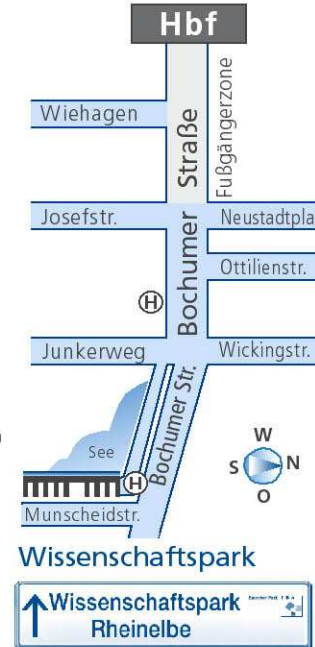 Hbf
Wiehagen
Bochumer Straße
Fußgängerzone
Josefstr.
Neustadtpla
Ottilienstr.
H
Junkerweg
Wickingstr.
Bochumer Str.
See
H
Munscheidstr.
W
S
N
O
Wissenschaftspark
Wissenschaftspark
Rheinelbe